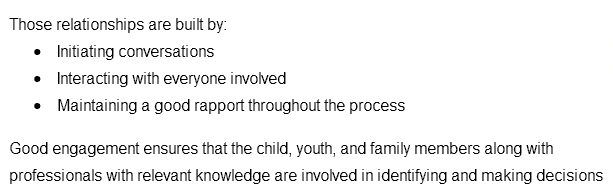 Those relationships are built by:
• Initiating conversations
• Interacting with everyone involved
• Maintaining a good rapport throughout the process
Good engagement ensures that the child, youth, and family members along with
professionals with relevant knowledge are involved in identifying and making decisions